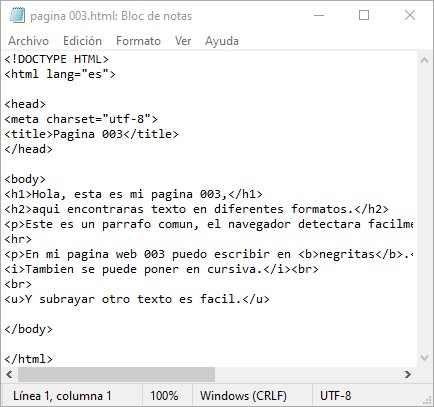 pagina 003.html: Bloc de notas
Archivo Edición Formato Ver Ayuda
<!DOCTYPE HTML>
<html lang="es">
<head>
<meta charset="utf-8">
<title>Pagina 003</title>
</head>
<body>
<h1>Hola, esta es mi pagina 003,</h1>
<h2>aqui encontraras texto en diferentes formatos.</h2>
<p>Este es un parrafo comun, el navegador detectara facilme
<hr>
<p>En mi pagina web 003 puedo escribir en <b>negritas</b>.<
<i>Tambien se puede poner en cursiva.</i><br>
<br>
<u>Y subrayar otro texto es facil.</u>
</body>
</html>
Línea 1, columna 1 100% Windows (CRLF) UTF-8